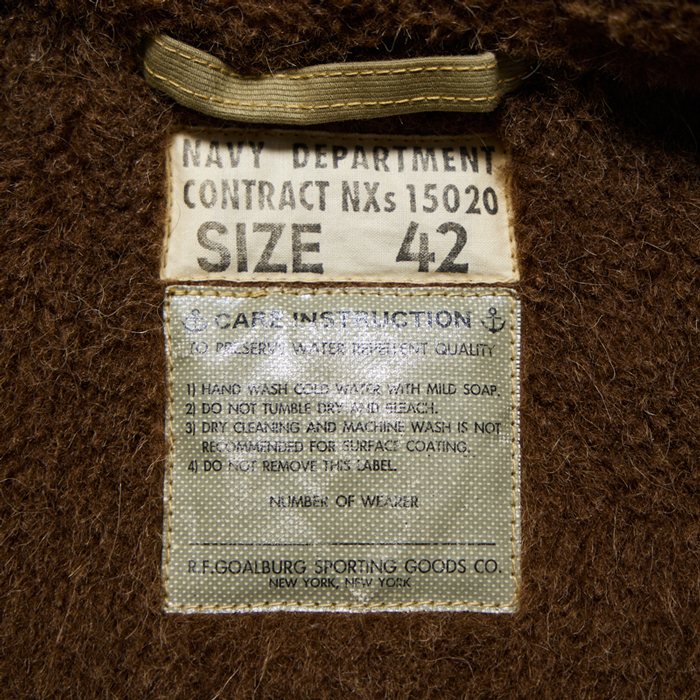 NAVY DEPARTMENT
CONTRACT NXs 15020
SIZE 42
CARE INSTRUCTION
TO PRESERVE WATER REPELLENT QUALITY
1) HAND WASH COLD WATER WITH MILD SOAP.
2) DO NOT TUMBLE DRY AND BLEACH.
3) DRY CLEANING AND MACHINE WASH IS NOT
RECOMMENDED FOR SURFACE COATING.
4) DO NOT REMOVE THIS LABEL.
NUMBER OF WEARER
R.F.GOALBURG SPORTING GOODS CO.
NEW YORK, NEW YORK